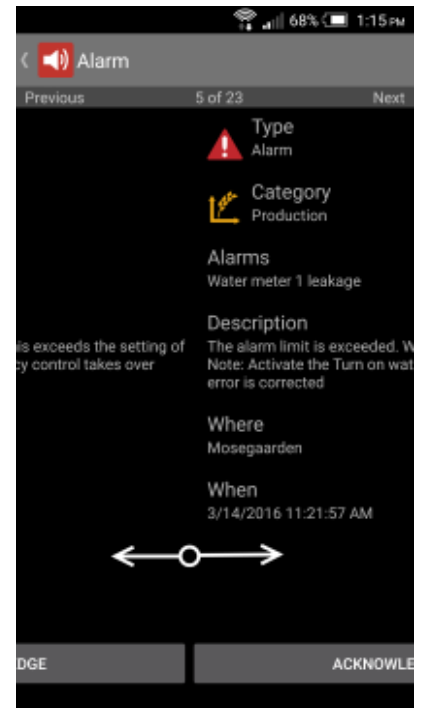 68% 1:15 PM
Alarm
Previous 5 of 23 Next
Type
Alarm
Category
Production
Alarms
Water meter 1 leakage
Description
is exceeds the setting of The alarm limit is exceeded. W
cy control takes over Note: Activate the Turn on wat
error is corrected
Where
Mosegaarden
When
3/14/2016 11:21:57 AM
DGE ACKNOWLE